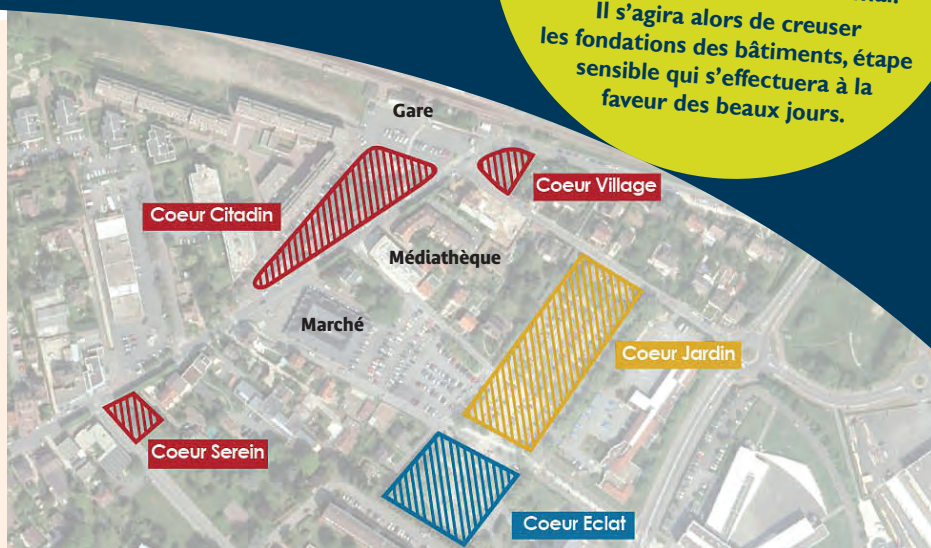 Il s’agira alors de creuser
les fondations des bâtiments, étape
sensible qui s’effectuera à la
faveur des beaux jours.
Gare
Coeur Village
Coeur Citadin
Médiathèque
Marché
Coeur Jardin
Coeur Serein
Coeur Eclat